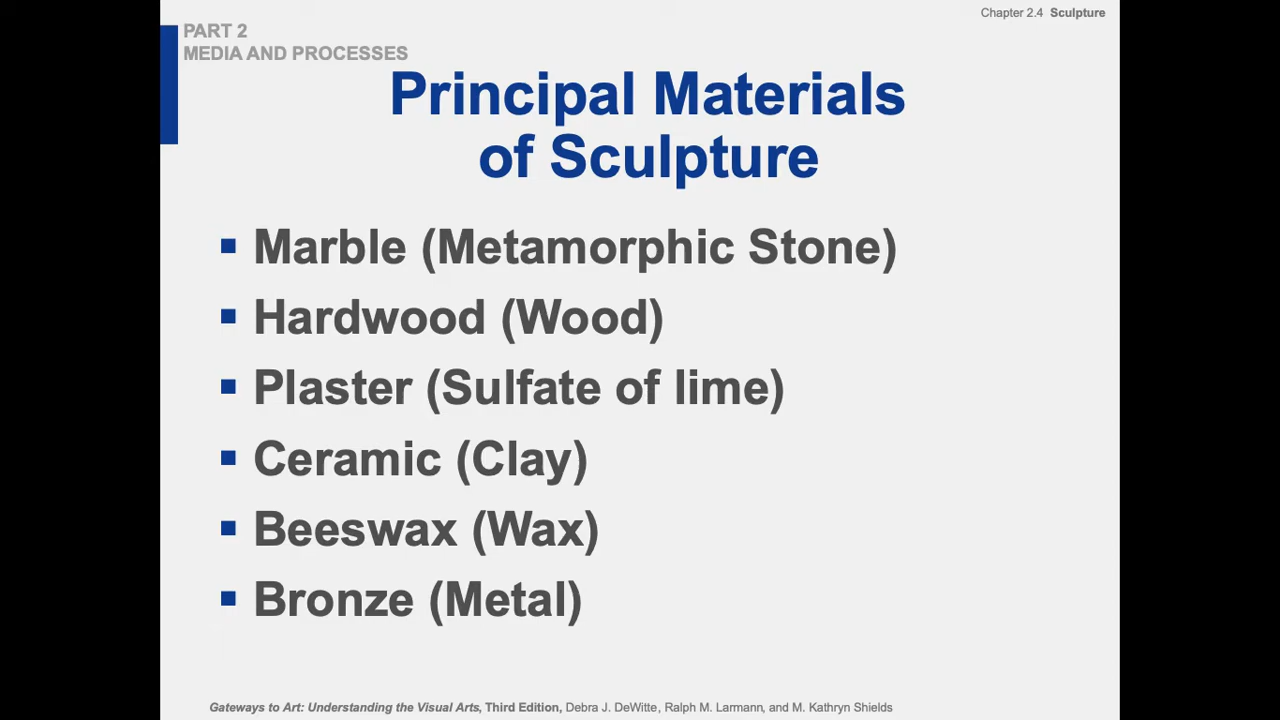 Chapter 2.4 Sculpture
PART 2
MEDIA AND PROCESSES
Principal Materials
of Sculpture
▪ Marble (Metamorphic Stone)
▪ Hardwood (Wood)
▪ Plaster (Sulfate of lime)
▪ Ceramic (Clay)
▪ Beeswax (Wax)
▪ Bronze (Metal)
Gateways to Art: Understanding the Visual Arts, Third Edition, Debra J. DeWitte, Ralph M. Larmann, and M. Kathryn Shields